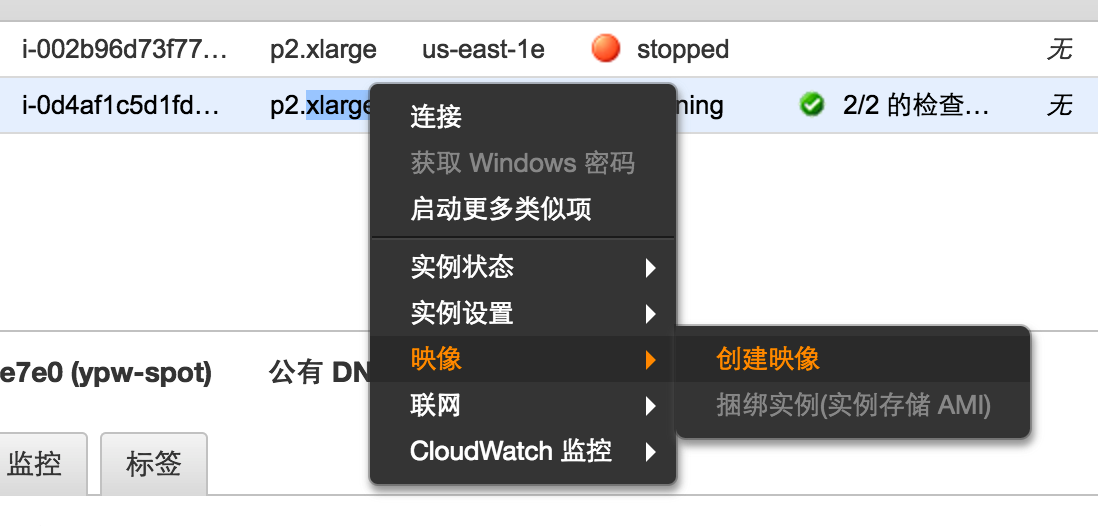 i-002b96d73f77... p2.xlarge us-east-1e stopped 无
i-0d4af1c5d1fd... p2.xlarge ning 2/2 的检查... 无
连接
获取 Windows 密码
启动更多类似项
实例状态
实例设置
映像 创建映像
e7e0 (ypw-spot) 公有 DN
联网 捆绑实例(实例存储 AMI)
CloudWatch 监控
监控 标签